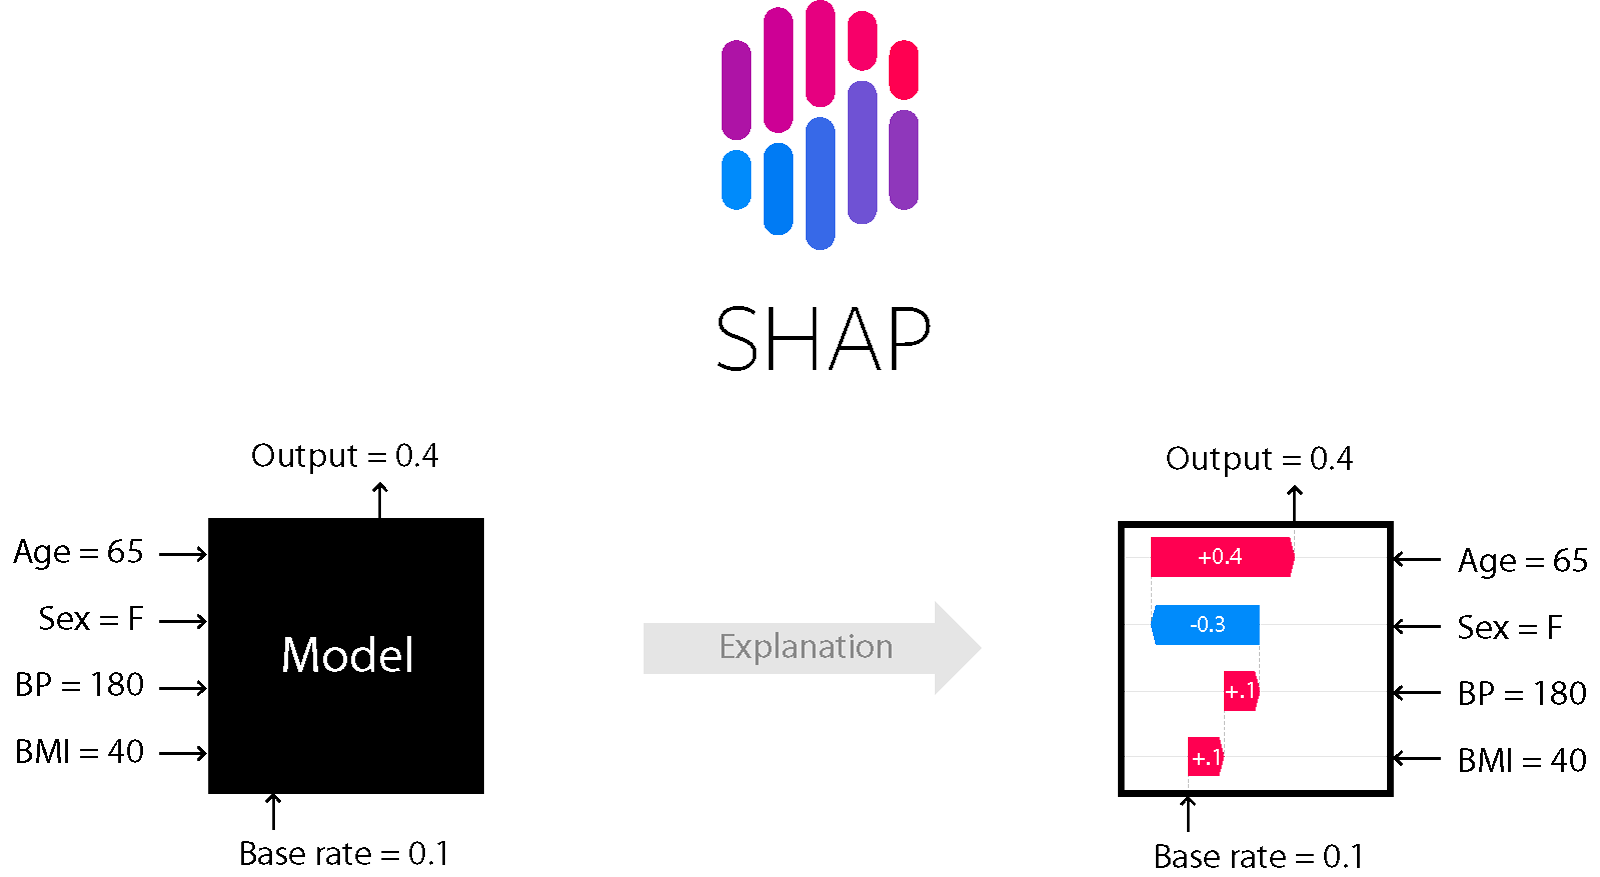 SHAP
Output = 0.4
Age = 65
Sex = F
BP = 180
BMI = 40
Model
Base rate = 0.1
Explanation
Output = 0.4
+0.4
Age = 65
-0.3
Sex = F
+.1
BP = 180
+.1
BMI = 40
Base rate = 0.1